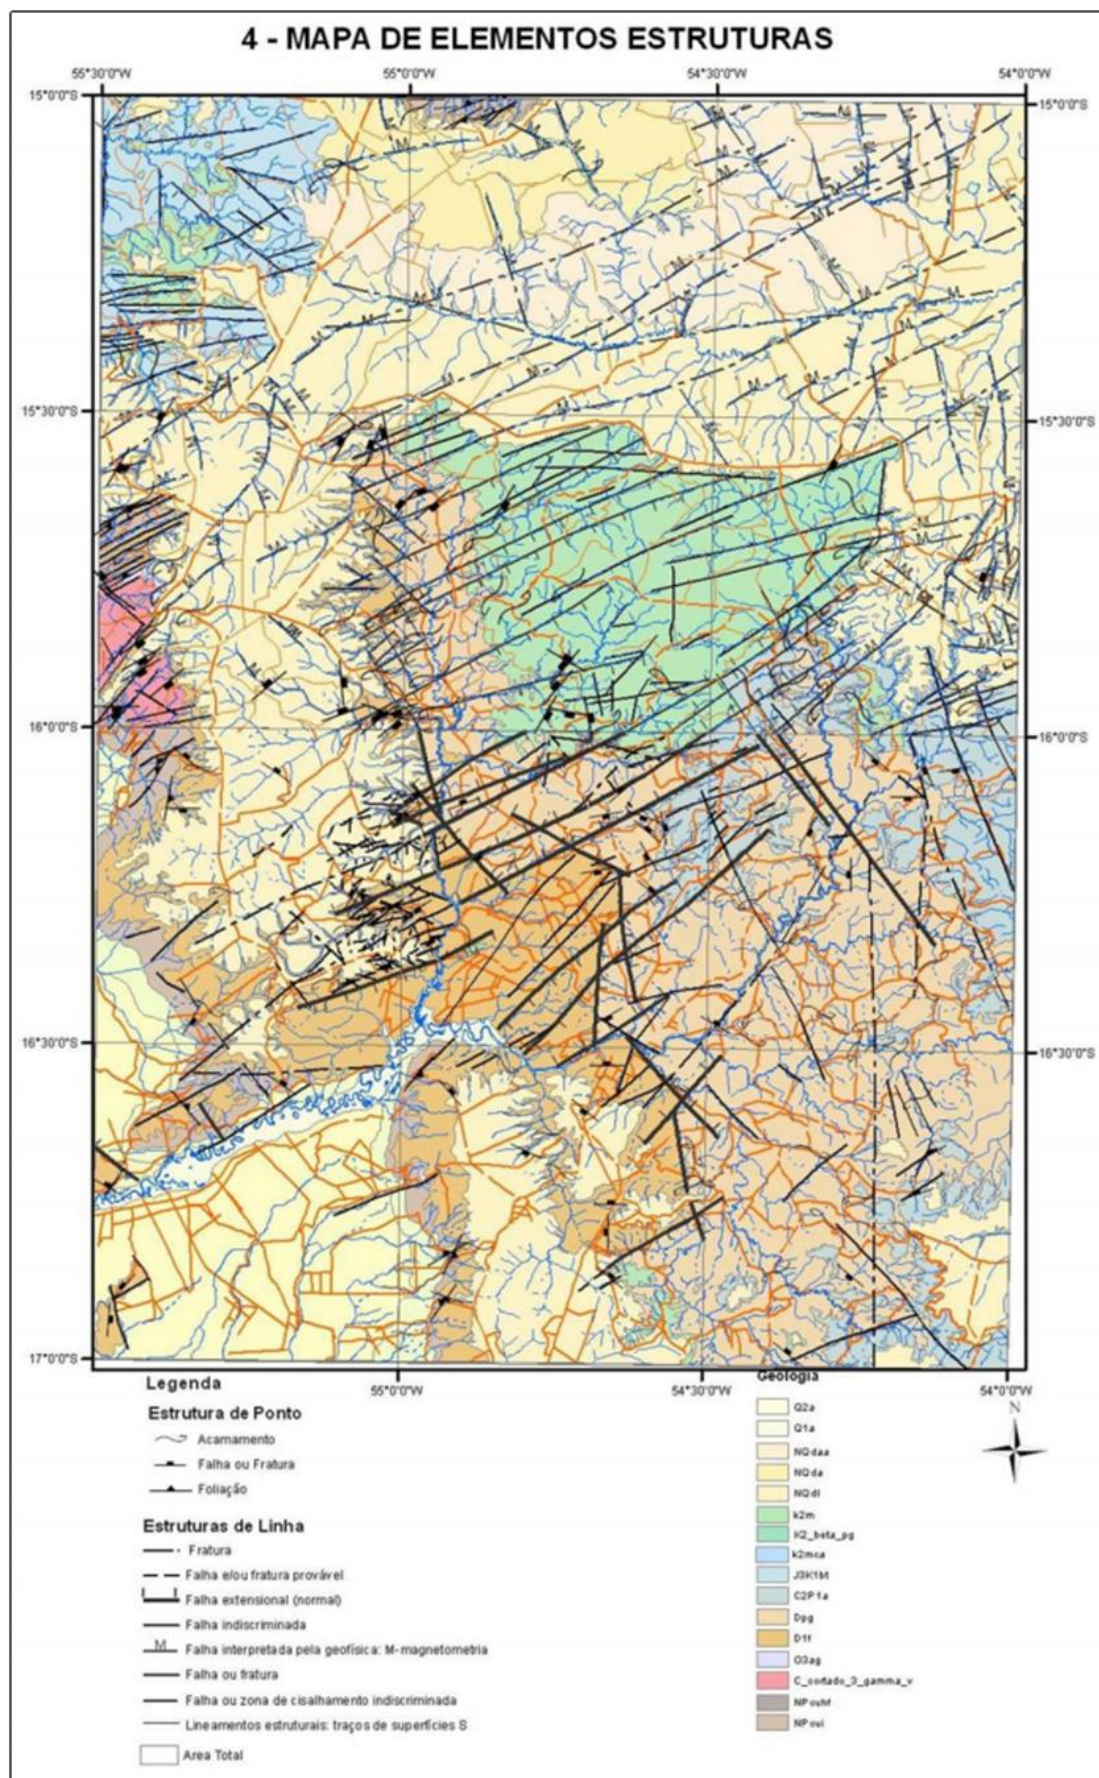 4 - MAPA DE ELEMENTOS ESTRUTURAS
55°30'0"W 55°0'0"W 54°30'0"W 54°0'0"W
15°0'0"S 15°0'0"S
15°30'0"S 15°30'0"S
16°0'0"S 16°0'0"S
16°30'0"S 16°30'0"S
17°0'0"S
55°0'0"W 54°30'0"W 54°0'0"W
Legenda
Estrutura de Ponto
Acamamento
Falha ou Fratura
Foliação
Estruturas de Linha
Fratura
Falha e/ou fratura provável
Falha extensional (normal)
Falha indiscriminada
M
Falha interpretada pela geofísica: M-magnetometria
Falha ou fratura
Falha ou zona de cisalhamento indiscriminada
Lineamentos estruturais: traços de superfícies S
Area Total
Geologia
Q2a
Q1a
NQdaa
NQda
NQdl
k2m
K2_beta_pg
k2mca
J3K1bt
C2P1a
Dpg
D1f
O3ag
C_cortado_3_gamma_v
NPcuhf
NPcui
N